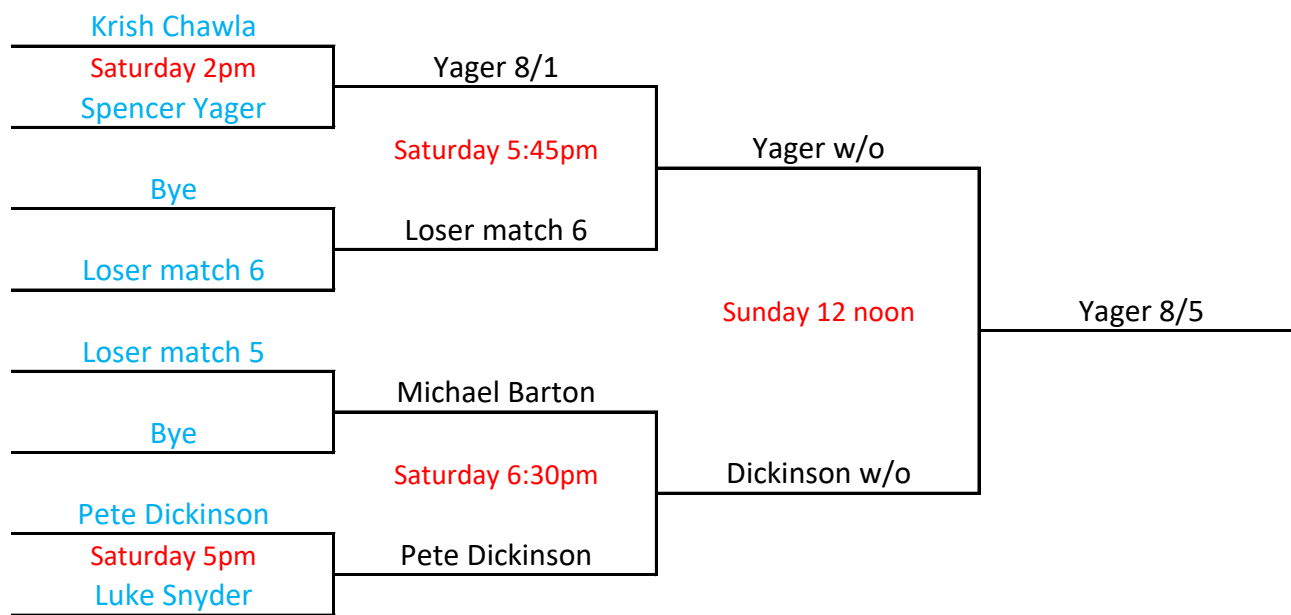 Krish Chawla
Saturday 2pm
Spencer Yager
Bye
Loser match 6
Loser match 5
Bye
Pete Dickinson
Saturday 5pm
Luke Snyder
Yager 8/1
Saturday 5:45pm
Loser match 6
Michael Barton
Saturday 6:30pm
Pete Dickinson
Yager w/o
Sunday 12 noon
Dickinson w/o
Yager 8/5